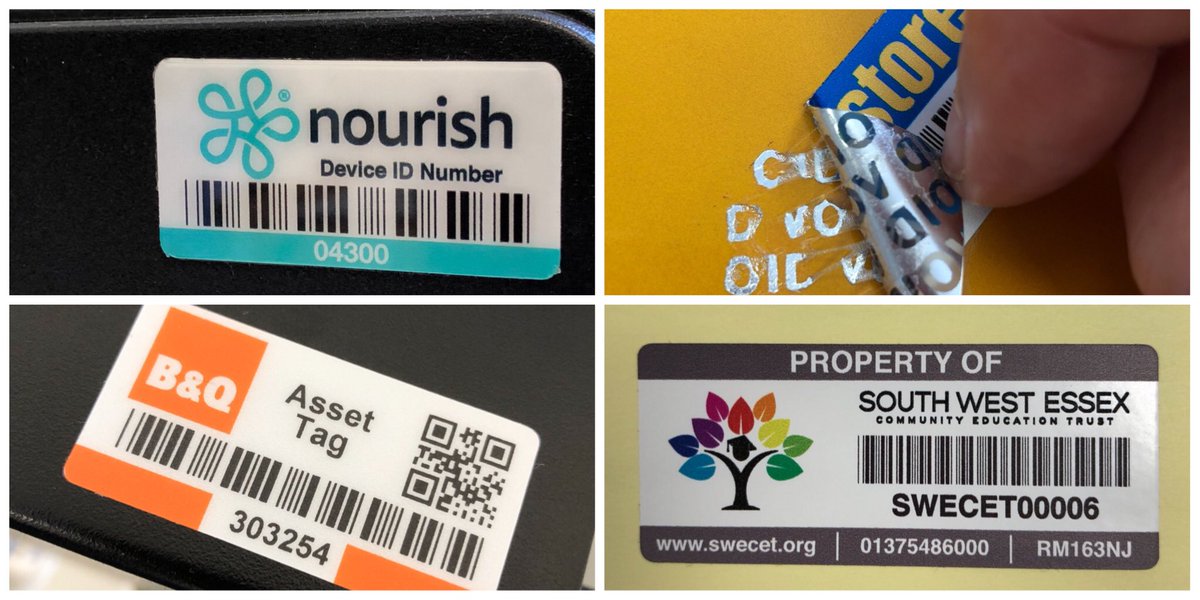 nourish®
Device ID Number
04300
store
B&Q
Asset
Tag
303254
PROPERTY OF
SOUTH WEST ESSEX
COMMUNITY EDUCATION TRUST
SWECET00006
www.swecet.org | 01375486000 | RM163NJ